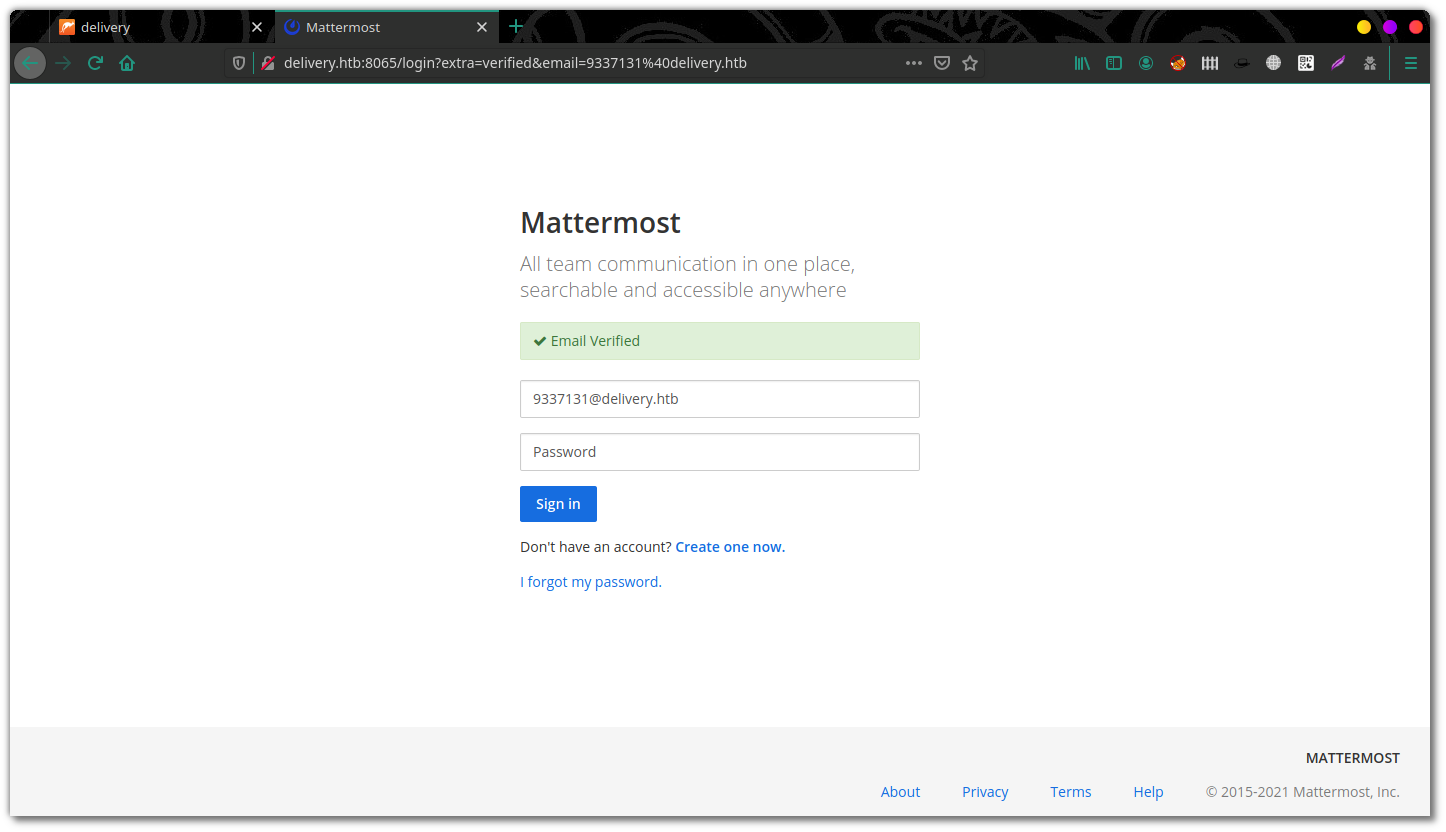 delivery
Mattermost
delivery.htb:8065/login?extra=verified&email=9337131%40delivery.htb
Mattermost
All team communication in one place,
searchable and accessible anywhere
Email Verified
9337131@delivery.htb
Password
Sign in
Don't have an account? Create one now.
I forgot my password.
MATTERMOST
About Privacy Terms Help © 2015-2021 Mattermost, Inc.